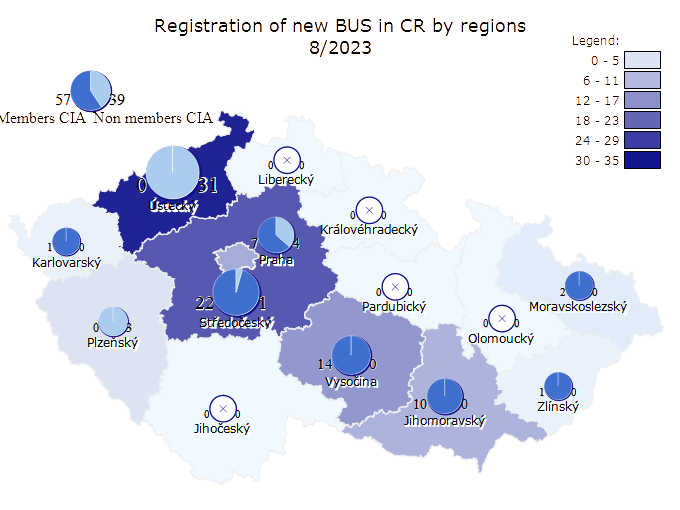 Registration of new BUS in CR by regions
8/2023
Legend:
0 - 5
6 - 11
12 - 17
18 - 23
24 - 29
30 - 35
57 39
Members CIA Non members CIA
0 31
Ústecký
0 0
Liberecký
0 0
Královéhradecký
1 0
Karlovarský
7 4
Praha
22 1
Středočeský
0 0
Pardubický
2 0
Moravskoslezský
0 3
Plzeňský
0 0
Olomoucký
14 0
Vysočina
10 0
Jihomoravský
1 0
Zlínský
0 0
Jihočeský